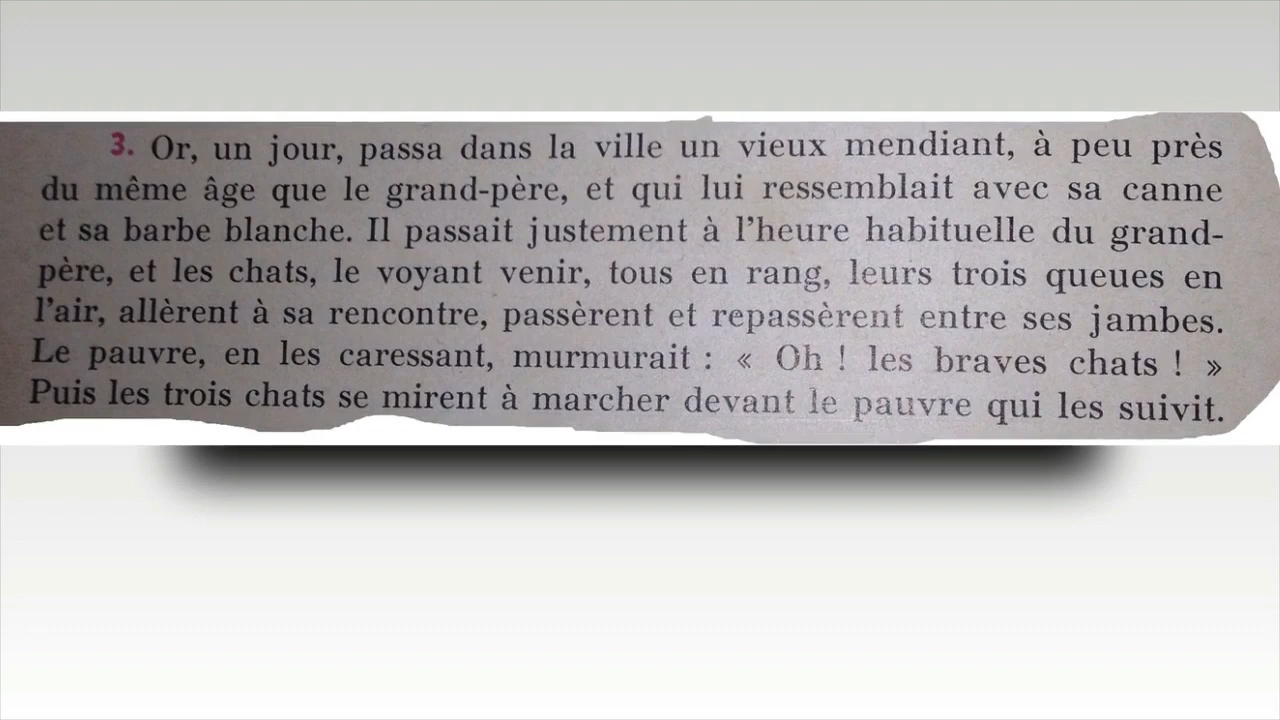 3. Or, un jour, passa dans la ville un vieux mendiant, à peu près
du même âge que le grand-père, et qui lui ressemblait avec sa canne
et sa barbe blanche. Il passait justement à l'heure habituelle du grand-
père, et les chats, le voyant venir, tous en rang, leurs trois queues en
l'air, allèrent à sa rencontre, passèrent et repassèrent entre ses jambes.
Le pauvre, en les caressant, murmurait : « Oh ! les braves chats ! »
Puis les trois chats se mirent à marcher devant le pauvre qui les suivit.